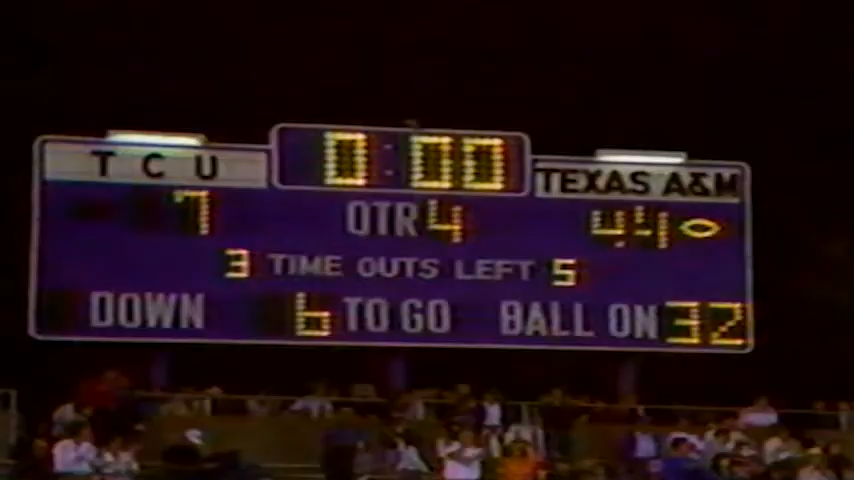 TCU 0:00 TEXAS A&M
7 QTR 4 44
3 TIME OUTS LEFT 5
DOWN 6 TO GO BALL ON 32